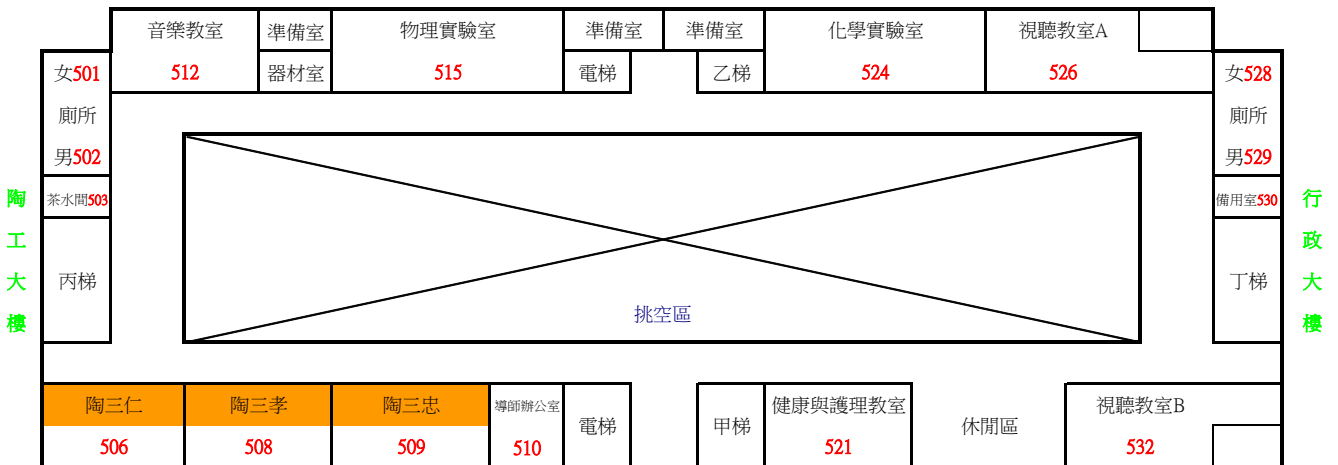 音樂教室 準備室 物理實驗室 準備室 準備室 化學實驗室 視聽教室A
512 器材室 515 電梯 乙梯 524 526
女501 女528
廁所 廁所
男502 男529
茶水間503 備用室530
陶工大樓 行政大樓
丙梯 丁梯
挑空區
陶三仁 陶三孝 陶三忠 導師辦公室 電梯 甲梯 健康與護理教室 休閒區 視聽教室B
506 508 509 510 521 532